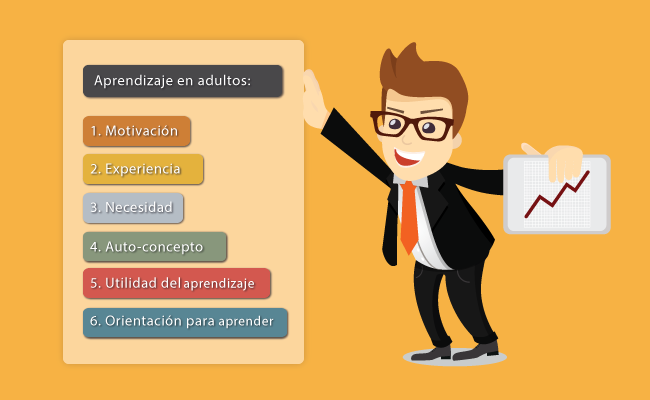 Aprendizaje en adultos:
1. Motivación
2. Experiencia
3. Necesidad
4. Auto-concepto
5. Utilidad del aprendizaje
6. Orientación para aprender